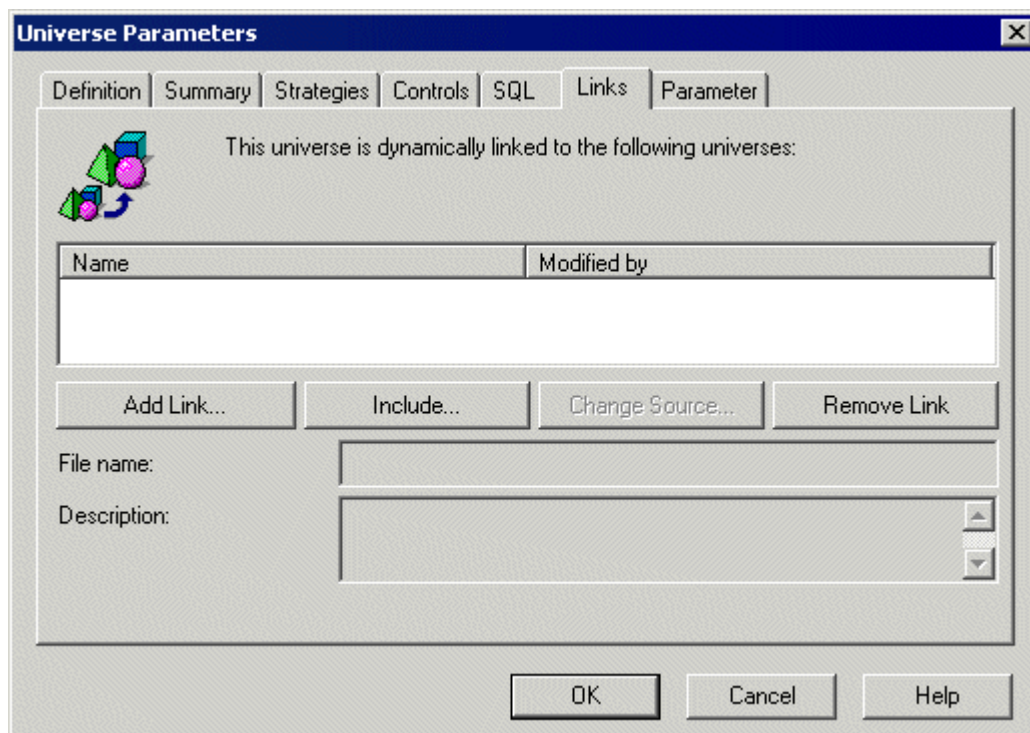 Universe Parameters
Definition Summary Strategies Controls SQL Links Parameter
This universe is dynamically linked to the following universes:
Name Modified by
Add Link... Include... Change Source... Remove Link
File name:
Description:
OK Cancel Help